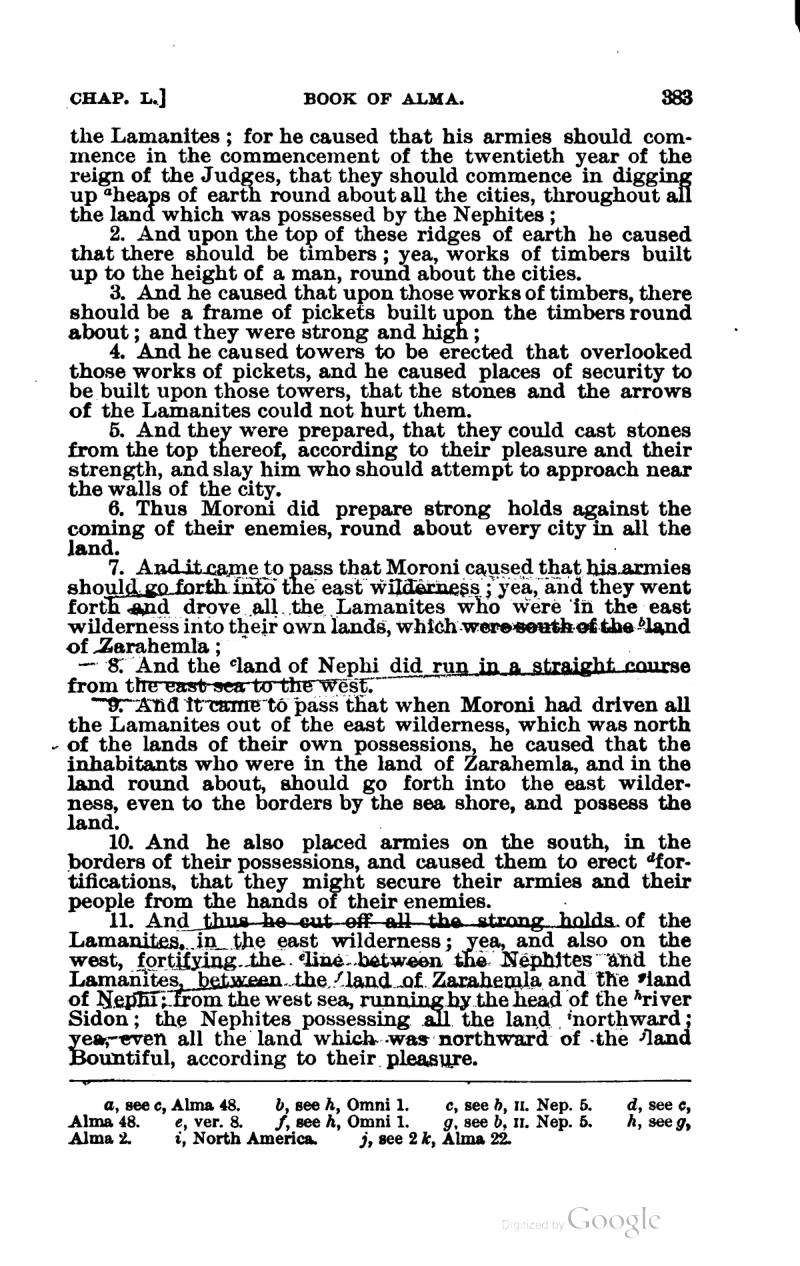 CHAP. L.] BOOK OF ALMA. 383
the Lamanites ; for he caused that his armies should com-
mence in the commencement of the twentieth year of the
reign of the Judges, that they should commence in digging
up ᵃheaps of earth round about all the cities, throughout all
the land which was possessed by the Nephites ;
2. And upon the top of these ridges of earth he caused
that there should be timbers ; yea, works of timbers built
up to the height of a man, round about the cities.
3. And he caused that upon those works of timbers, there
should be a frame of pickets built upon the timbers round
about ; and they were strong and high ;
4. And he caused towers to be erected that overlooked
those works of pickets, and he caused places of security to
be built upon those towers, that the stones and the arrows
of the Lamanites could not hurt them.
5. And they were prepared, that they could cast stones
from the top thereof, according to their pleasure and their
strength, and slay him who should attempt to approach near
the walls of the city.
6. Thus Moroni did prepare strong holds against the
coming of their enemies, round about every city in all the
land.
7. And it came to pass that Moroni caused that his armies
should go forth into the east wilderness ; yea, and they went
forth and drove all the Lamanites who were in the east
wilderness into their own lands, which were south of the ᵇland
of Zarahemla ;
8. And the ᶜland of Nephi did run in a straight course
from the east sea to the west.
9. And it came to pass that when Moroni had driven all
the Lamanites out of the east wilderness, which was north
of the lands of their own possessions, he caused that the
inhabitants who were in the land of Zarahemla, and in the
land round about, should go forth into the east wilder-
ness, even to the borders by the sea shore, and possess the
land.
10. And he also placed armies on the south, in the
borders of their possessions, and caused them to erect ᵈfor-
tifications, that they might secure their armies and their
people from the hands of their enemies.
11. And thus he cut off all the strong holds of the
Lamanites, in the east wilderness ; yea, and also on the
west, fortifying the ᵉline between the Nephites and the
Lamanites, between the ᶠland of Zarahemla and the ᵍland
of Nephi ; from the west sea, running by the head of the ʰriver
Sidon ; the Nephites possessing all the land ⁱnorthward ;
yea, even all the land which was northward of the ʲland
Bountiful, according to their pleasure.
a, see c, Alma 48. b, see h, Omni 1. c, see b, II. Nep. 5. d, see c,
Alma 48. e, ver. 8. f, see h, Omni 1. g, see b, II. Nep. 5. h, see g,
Alma 2. i, North America. j, see 2 k, Alma 22.
Digitized by Google